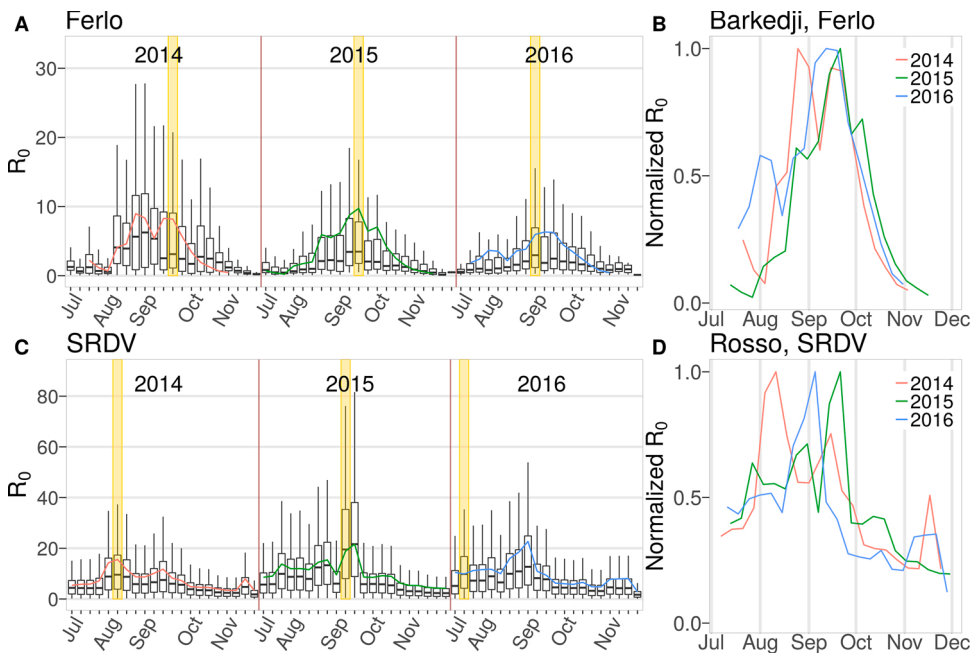 A Ferlo
2014 2015 2016
30
20
10
0
R0
Jul Aug Sep Oct Nov Jul Aug Sep Oct Nov Jul Aug Sep Oct Nov
B Barkedji, Ferlo
2014
2015
2016
1.0
0.5
0.0
Normalized R0
Jul Aug Sep Oct Nov Dec
C SRDV
2014 2015 2016
80
60
40
20
0
R0
Jul Aug Sep Oct Nov Jul Aug Sep Oct Nov Jul Aug Sep Oct Nov
D Rosso, SRDV
2014
2015
2016
1.0
0.5
0.0
Normalized R0
Jul Aug Sep Oct Nov Dec